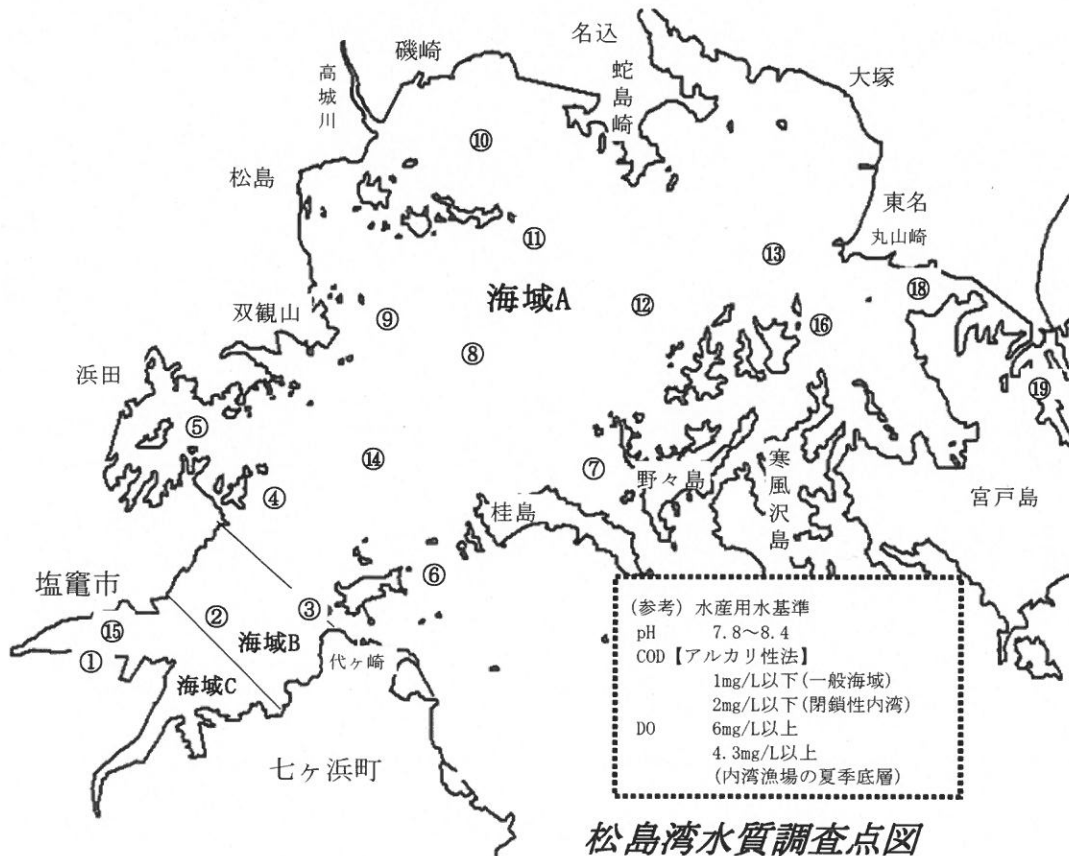 名込
磯崎
大塚
高城川
蛇島崎
⑩
松島
東名
丸山崎
⑪
⑬
⑱
海域A
双観山
⑨
⑫
⑯
⑧
浜田
⑲
⑤
⑭
⑦
野々島
寒風沢島
宮戸島
④
桂島
塩竈市
⑥
②
③
⑮
海域B
①
代ヶ崎
海域C
七ヶ浜町
(参考) 水産用水基準
pH 7.8～8.4
COD【アルカリ性法】
1mg/L以下(一般海域)
2mg/L以下(閉鎖性内湾)
DO 6mg/L以上
4.3mg/L以上
(内湾漁場の夏季底層)
松島湾水質調査点図